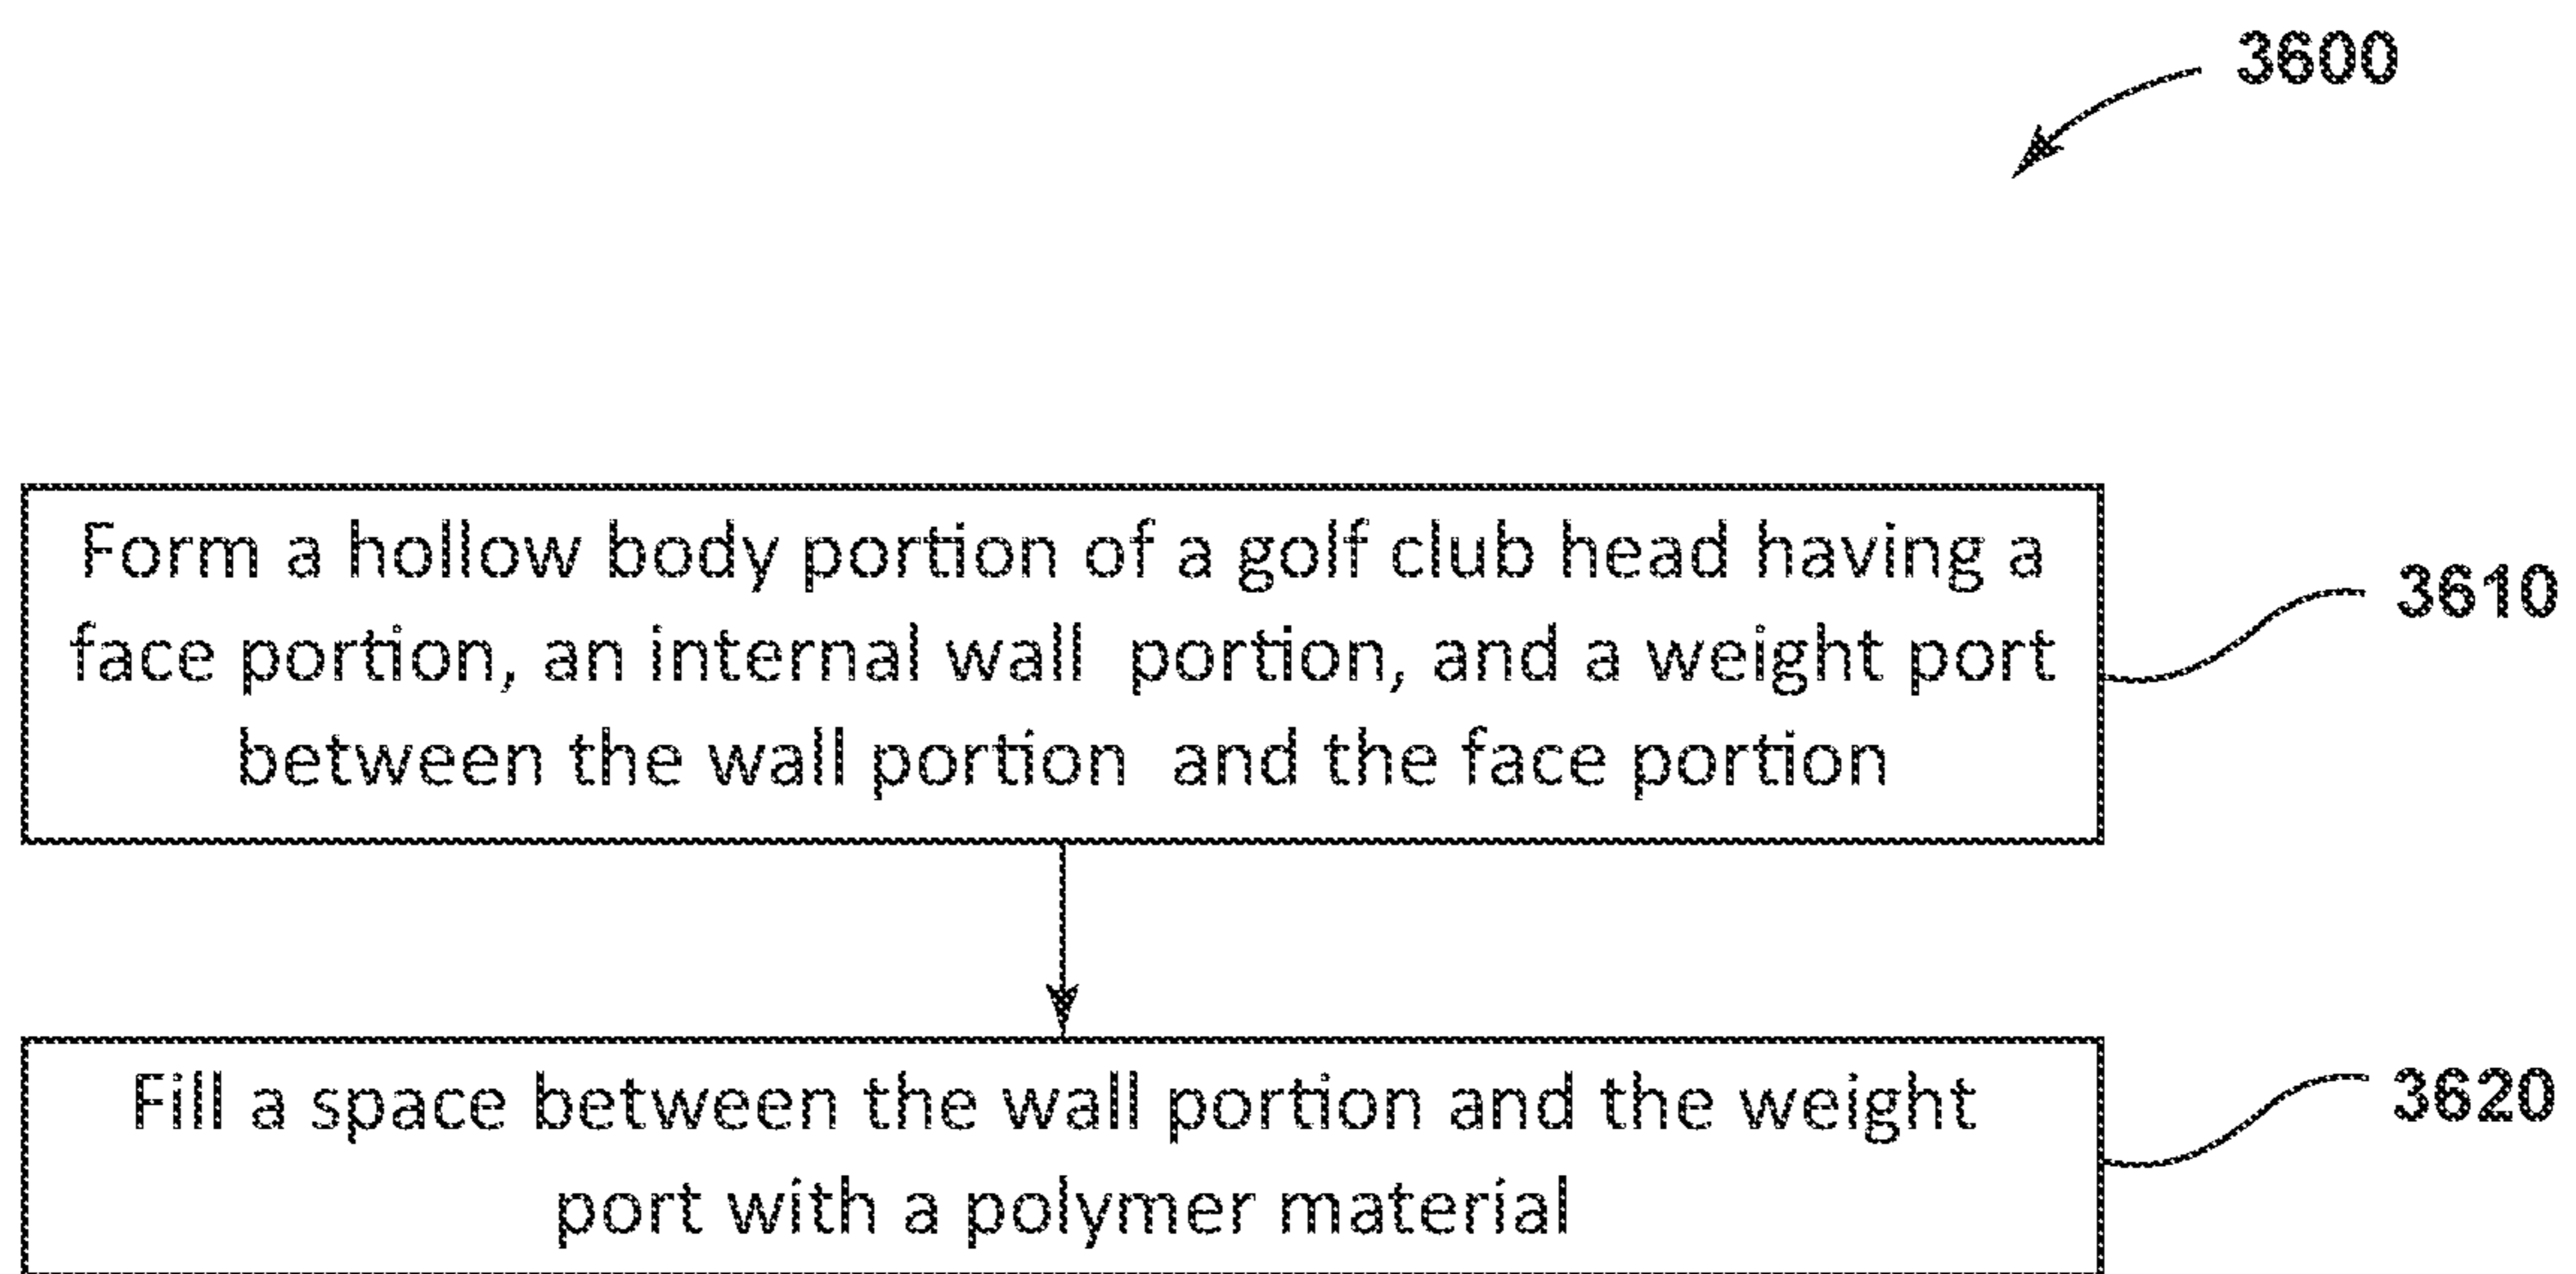 3600
Form a hollow body portion of a golf club head having a
face portion, an internal wall  portion, and a weight port
between the wall portion  and the face portion
3610
Fill a space between the wall portion and the weight
port with a polymer material
3620